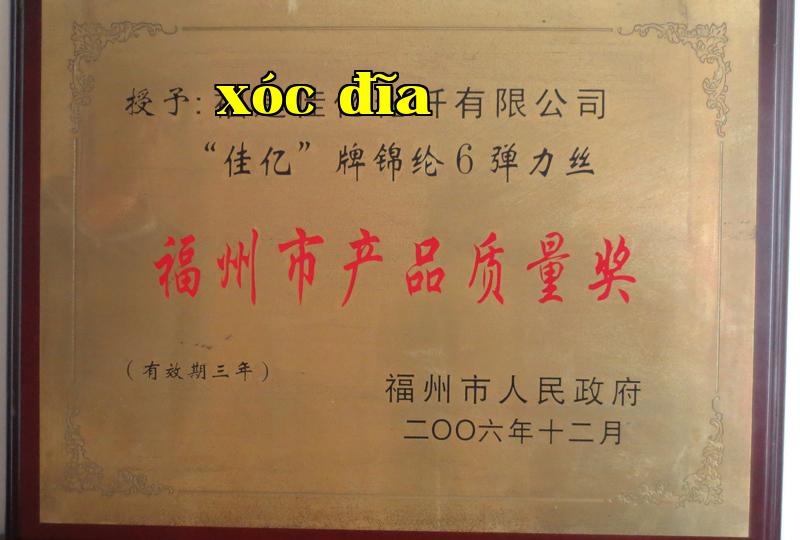 授予:
xóc đĩa
有限公司
“佳亿”牌锦纶6弹力丝
福州市产品质量奖
(有效期三年)
福州市人民政府
二〇〇六年十二月